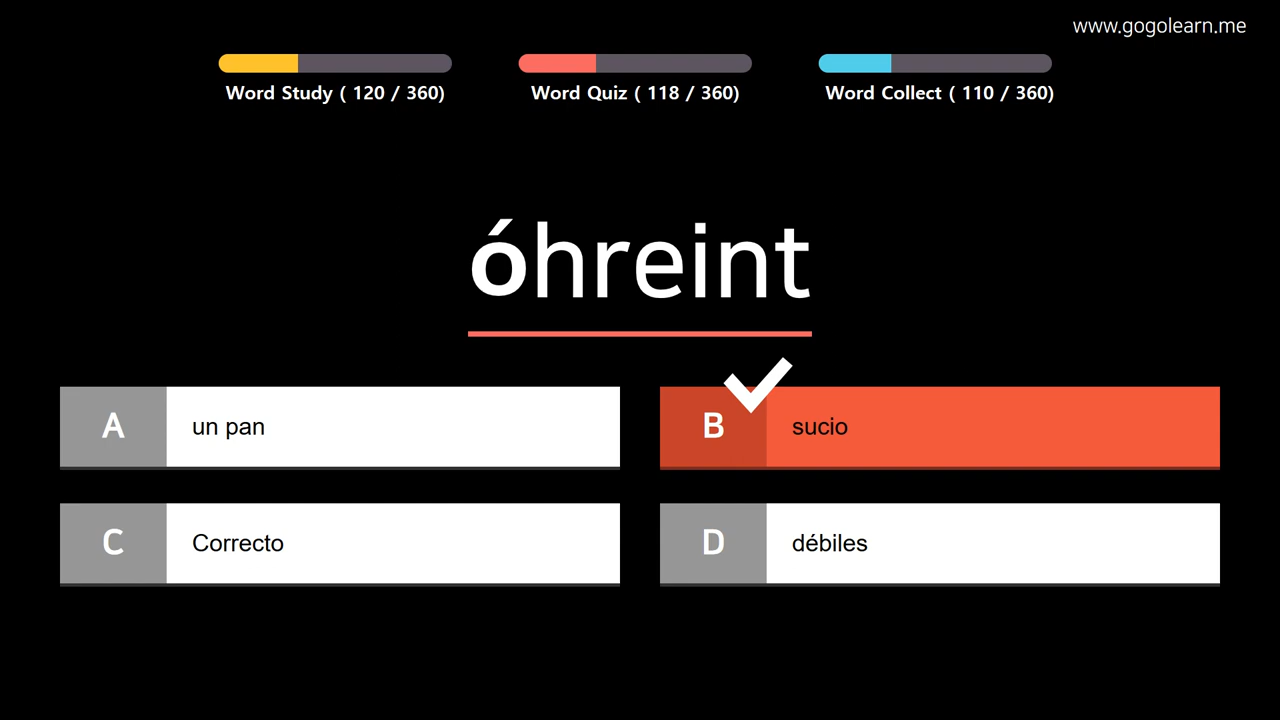 www.gogolearn.me
Word Study ( 120 / 360)
Word Quiz ( 118 / 360)
Word Collect ( 110 / 360)
óhreint
A un pan
B sucio
C Correcto
D débiles